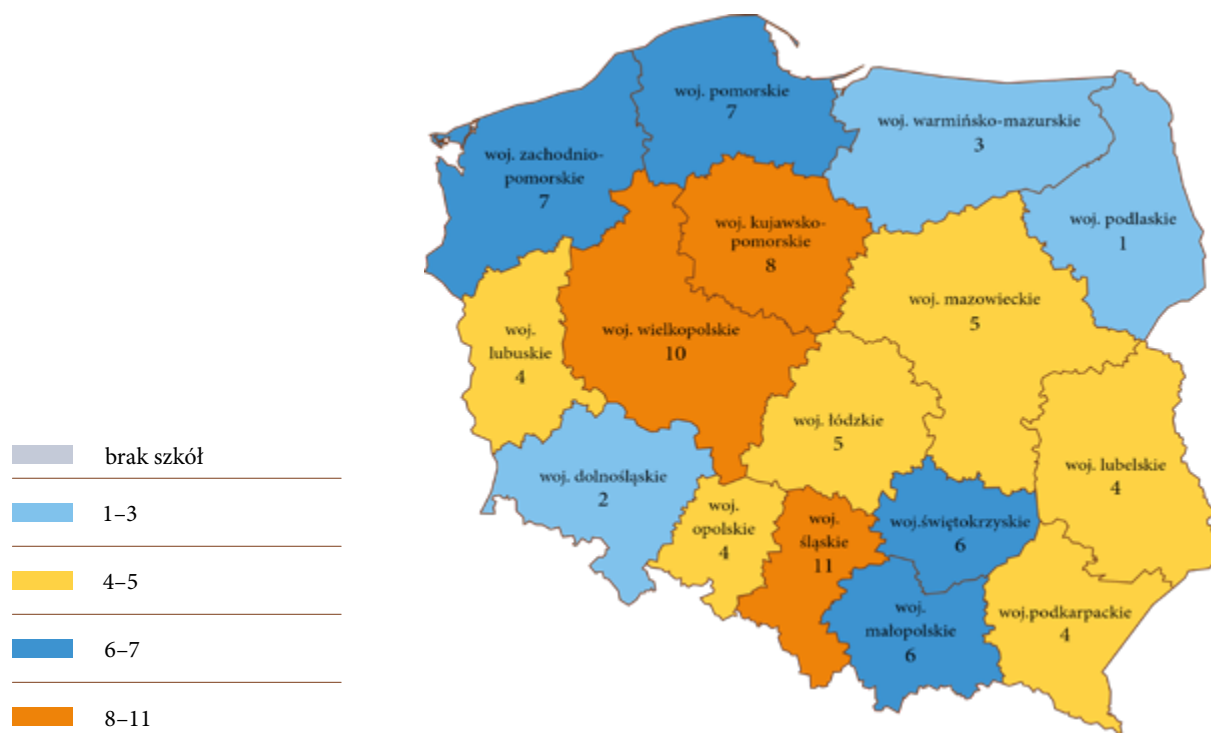 woj. pomorskie
7
woj. warmińsko-mazurskie
3
woj. zachodnio-
pomorskie
7
woj. podlaskie
1
woj. kujawsko-
pomorskie
8
woj. mazowieckie
5
woj. wielkopolskie
10
woj.
lubuskie
4
woj. łódzkie
5
woj. lubelskie
4
woj. dolnośląskie
2
woj.
opolskie
4
woj.
śląskie
11
woj.świętokrzyskie
6
woj.
małopolskie
6
woj.podkarpackie
4
brak szkół
1–3
4–5
6–7
8–11